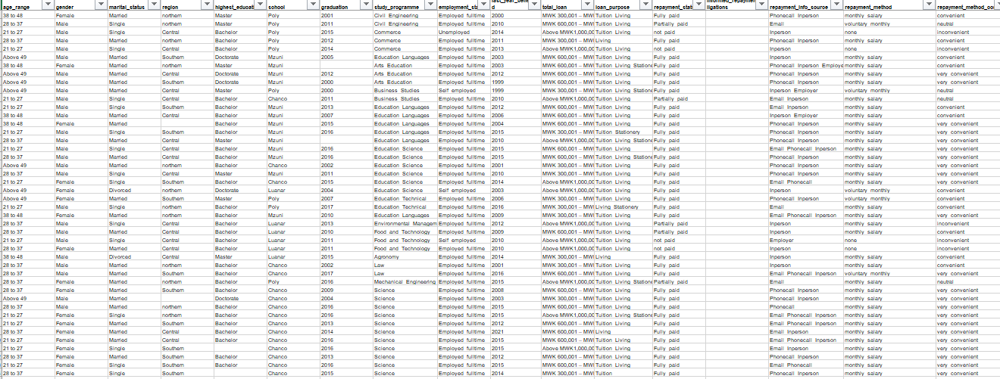 age_range gender marital_status region highest_educati school graduation study_programme employment_sta last_year_bene d total_loan loan_purpose repayment_stat informed_repayme ligations repayment_info_source repayment_method repayment_method_co
38 to 48 Female Married northern Master Poly 2001 Civil Engineering Employed fulltime 2000 MWK 300,001 – MWI Tuition Living Fully paid Phonecall Inperson monthly salary convenient
28 to 37 Male Single northern Master Poly 2011 Civil Engineering Employed fulltime 2010 MWK 600,001 – MWI Tuition Living Partially paid Email voluntary monthly neutral
21 to 27 Male Single Central Bachelor Poly 2015 Commerce Unemployed 2014 Above MWK1,000,00 Tuition Living not paid Inperson none inconvenient
28 to 37 Male Married northern Bachelor Poly 2012 Commerce Employed fulltime 2011 MWK 300,001 – MWI Living Fully paid Phonecall Inperson monthly salary convenient
21 to 27 Male Single Central Bachelor Poly 2014 Commerce Employed fulltime 2013 Above MWK1,000,00 Tuition Living not paid Inperson none inconvenient
Above 49 Male Married Southern Doctorate Mzuni 2005 Education Languages Employed fulltime 2003 MWK 600,001 – MWI Tuition Living Fully paid Inperson monthly salary convenient
38 to 48 Female Married northern Master Mzuni Arts Education Employed fulltime 2003 MWK 600,001 – MWI Tuition Living Statione Fully paid Phonecall Inperson Employe monthly salary convenient
Above 49 Male Married Central Doctorate Mzuni 2012 Arts Education Employed fulltime 2012 MWK 600,001 – MWI Tuition Living Fully paid Phonecall Inperson monthly salary very convenient
Above 49 Male Married Southern Doctorate Mzuni 2000 Arts Education Employed fulltime 1999 MWK 300,001 – MWI Tuition Living Fully paid Phonecall Inperson monthly salary very convenient
Above 49 Male Married Central Master Poly 2000 Business Studies Self employed 1999 MWK 300,001 – MWI Tuition Living Statione Fully paid Inperson Employer voluntary monthly neutral
21 to 27 Male Single Central Bachelor Chanco 2011 Business Studies Employed fulltime 2010 Above MWK1,000,00 Tuition Living Partially paid Email Inperson monthly salary neutral
21 to 27 Male Single Southern Bachelor Mzuni 2013 Education Languages Employed fulltime 2012 MWK 600,001 – MWI Tuition Living Fully paid Email Inperson monthly salary convenient
38 to 48 Male Married Central Bachelor Mzuni 2007 Education Languages Employed fulltime 2006 MWK 600,001 – MWI Tuition Living Fully paid Inperson Employer monthly salary convenient
38 to 48 Female Married Mzuni 2015 Education Languages Employed fulltime 2004 MWK 600,001 – MWI Tuition Living Fully paid Phonecall Inperson monthly salary very convenient
21 to 27 Male Single Southern Bachelor Mzuni 2016 Education Languages Employed fulltime 2015 MWK 300,001 – MWI Tuition Stationery Fully paid Phonecall Inperson monthly salary very convenient
28 to 37 Male Married Central Master Mzuni Education Languages Employed fulltime 2010 Above MWK1,000,00 Tuition Living Statione Fully paid Phonecall Inperson monthly salary convenient
21 to 27 Male Single Central Bachelor Mzuni 2016 Education Science Employed fulltime 2015 MWK 600,001 – MWI Tuition Living Fully paid Email Phonecall Inperson monthly salary very convenient
28 to 37 Male Married Central Bachelor Mzuni 2016 Education Science Employed fulltime 2015 MWK 600,001 – MWI Tuition Living Statione Fully paid Phonecall Inperson monthly salary very convenient
Above 49 Male Married northern Bachelor Chanco 2002 Education Science Employed fulltime 2001 MWK 300,001 – MWI Tuition Living Fully paid Phonecall Inperson monthly salary convenient
28 to 37 Male Single Central Master Mzuni 2011 Education Science Employed fulltime 2010 MWK 300,001 – MWI Tuition Living Fully paid Phonecall Inperson monthly salary very convenient
21 to 27 Female Single Southern Bachelor Chanco 2015 Education Science Employed fulltime 2014 Above MWK1,000,00 Tuition Living Fully paid Email Phonecall monthly salary very convenient
Above 49 Female Divorced northern Doctorate Luanar 2004 Education Science Self employed 2003 MWK 300,001 – MWI Tuition Living Fully paid Inperson voluntary monthly convenient
Above 49 Female Married Southern Master Poly 2007 Education Technical Employed fulltime 2006 MWK 300,001 – MWI Tuition Living Fully paid Phonecall Inperson voluntary monthly convenient
21 to 27 Male Single northern Bachelor Poly 2017 Education Technical Employed fulltime 2016 MWK 300,001 – MWI Living Stationery Fully paid Email monthly salary convenient
38 to 48 Female Married northern Bachelor Mzuni 2010 Education Languages Employed fulltime 2009 MWK 300,001 – MWI Tuition Living Fully paid Email Phonecall Inperson monthly salary very convenient
28 to 37 Male Single Central Bachelor Luanar 2013 Environmental Managem Employed fulltime 2012 Above MWK1,000,00 Tuition Living Partially paid Inperson monthly salary inconvenient
28 to 37 Male Married Central Master Luanar 2010 Food and Technology Employed fulltime 2009 MWK 600,001 – MWI Tuition Living Partially paid Inperson monthly salary convenient
21 to 27 Male Single Central Bachelor Luanar 2011 Food and Technology Self employed 2010 Above MWK1,000,00 Tuition Living not paid Employer none inconvenient
28 to 37 Female Married Central Bachelor Luanar 2011 Food and Technology Employed fulltime 2010 Above MWK1,000,00 Tuition Living not paid Inperson none inconvenient
38 to 48 Male Divorced Central Master Luanar 2015 Agronomy Employed fulltime 2014 MWK 300,001 – MWI Living Fully paid Inperson monthly salary convenient
28 to 37 Male Married northern Bachelor Chanco 2002 Law Employed fulltime 2001 MWK 300,001 – MWI Tuition Living Fully paid Inperson monthly salary convenient
28 to 37 Male Married Southern Bachelor Chanco 2017 Law Employed fulltime 2016 MWK 600,001 – MWI Tuition Living Fully paid Email Phonecall Inperson voluntary monthly very convenient
28 to 37 Female Married northern Bachelor Poly 2016 Mechanical Engineering Employed fulltime 2015 Above MWK1,000,00 Tuition Living Statione Partially paid Email monthly salary neutral
28 to 37 Female Married Southern Bachelor Chanco 2009 Science Employed fulltime 2008 MWK 600,001 – MWI Tuition Living Fully paid Phonecall Inperson monthly salary very convenient
Above 49 Male Married Doctorate Chanco 2004 Science Employed fulltime 2003 MWK 300,001 – MWI Tuition Living Fully paid Phonecall Inperson monthly salary very convenient
28 to 37 Male Married northern Bachelor Chanco 2016 Science Employed fulltime 2015 MWK 300,001 – MWI Tuition Living Fully paid Phonecall monthly salary very convenient
21 to 27 Female Single northern Bachelor Chanco 2016 Science Employed fulltime 2015 Above MWK1,000,00 Tuition Living Statione Fully paid Email Phonecall Inperson monthly salary very convenient
21 to 27 Female Single Southern Bachelor Chanco 2013 Science Employed fulltime 2012 MWK 600,001 – MWI Tuition Living Fully paid Email Phonecall Inperson monthly salary very convenient
28 to 37 Male Married Central Bachelor Chanco 2014 Science Employed fulltime 2021 MWK 600,001 – MWI Living Fully paid Email Inperson monthly salary very convenient
21 to 27 Female Married Central Bachelor Chanco 2016 Science Employed fulltime 2015 MWK 600,001 – MWI Tuition Living Fully paid Email Phonecall Inperson monthly salary very convenient
21 to 27 Male Single Southern Chanco 2016 Science Employed fulltime 2015 Above MWK1,000,00 Tuition Living Fully paid Email Inperson monthly salary very convenient
28 to 37 Male Married Southern Bachelor Chanco 2013 Science Employed fulltime 2012 MWK 600,001 – MWI Tuition Living Fully paid Phonecall Inperson monthly salary very convenient
21 to 27 Female Single Southern Bachelor Chanco 2016 Science Employed fulltime 2015 MWK 600,001 – MWI Tuition Living Fully paid Email Phonecall Inperson monthly salary very convenient
28 to 37 Female Single Southern Chanco 2015 Science Employed fulltime 2014 MWK 300,001 – MWI Tuition Fully paid Phonecall Inperson monthly salary very convenient